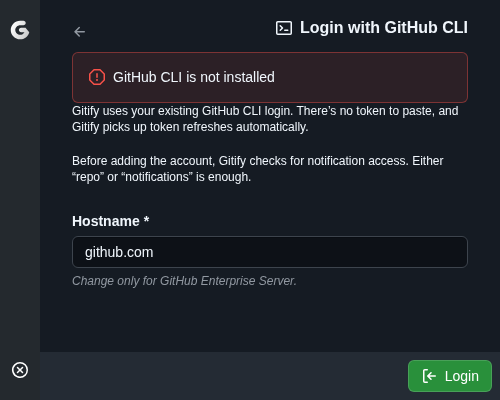 Login with GitHub CLI
GitHub CLI is not installed
Gitify uses your existing GitHub CLI login. There’s no token to paste, and
Gitify picks up token refreshes automatically.
Before adding the account, Gitify checks for notification access. Either
“repo” or “notifications” is enough.
Hostname *
github.com
Change only for GitHub Enterprise Server.
Login